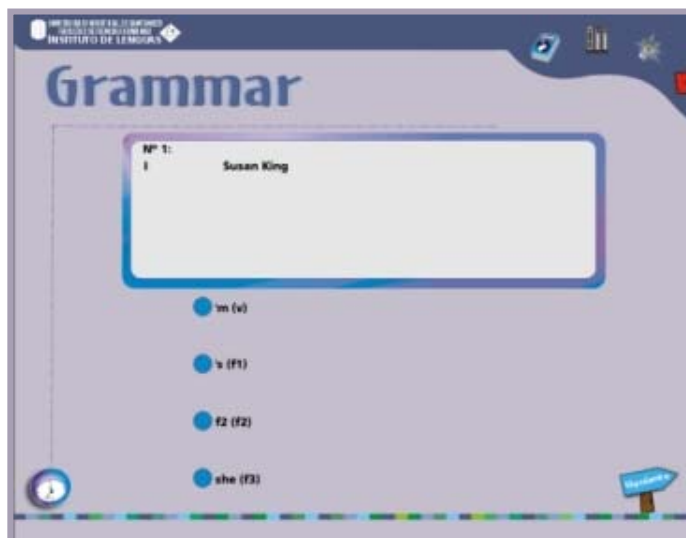 INSTITUTO DE LENGUAS
Grammar
Nº 1:
I Susan King
'm (v)
's (f1)
f2 (f2)
she (f3)